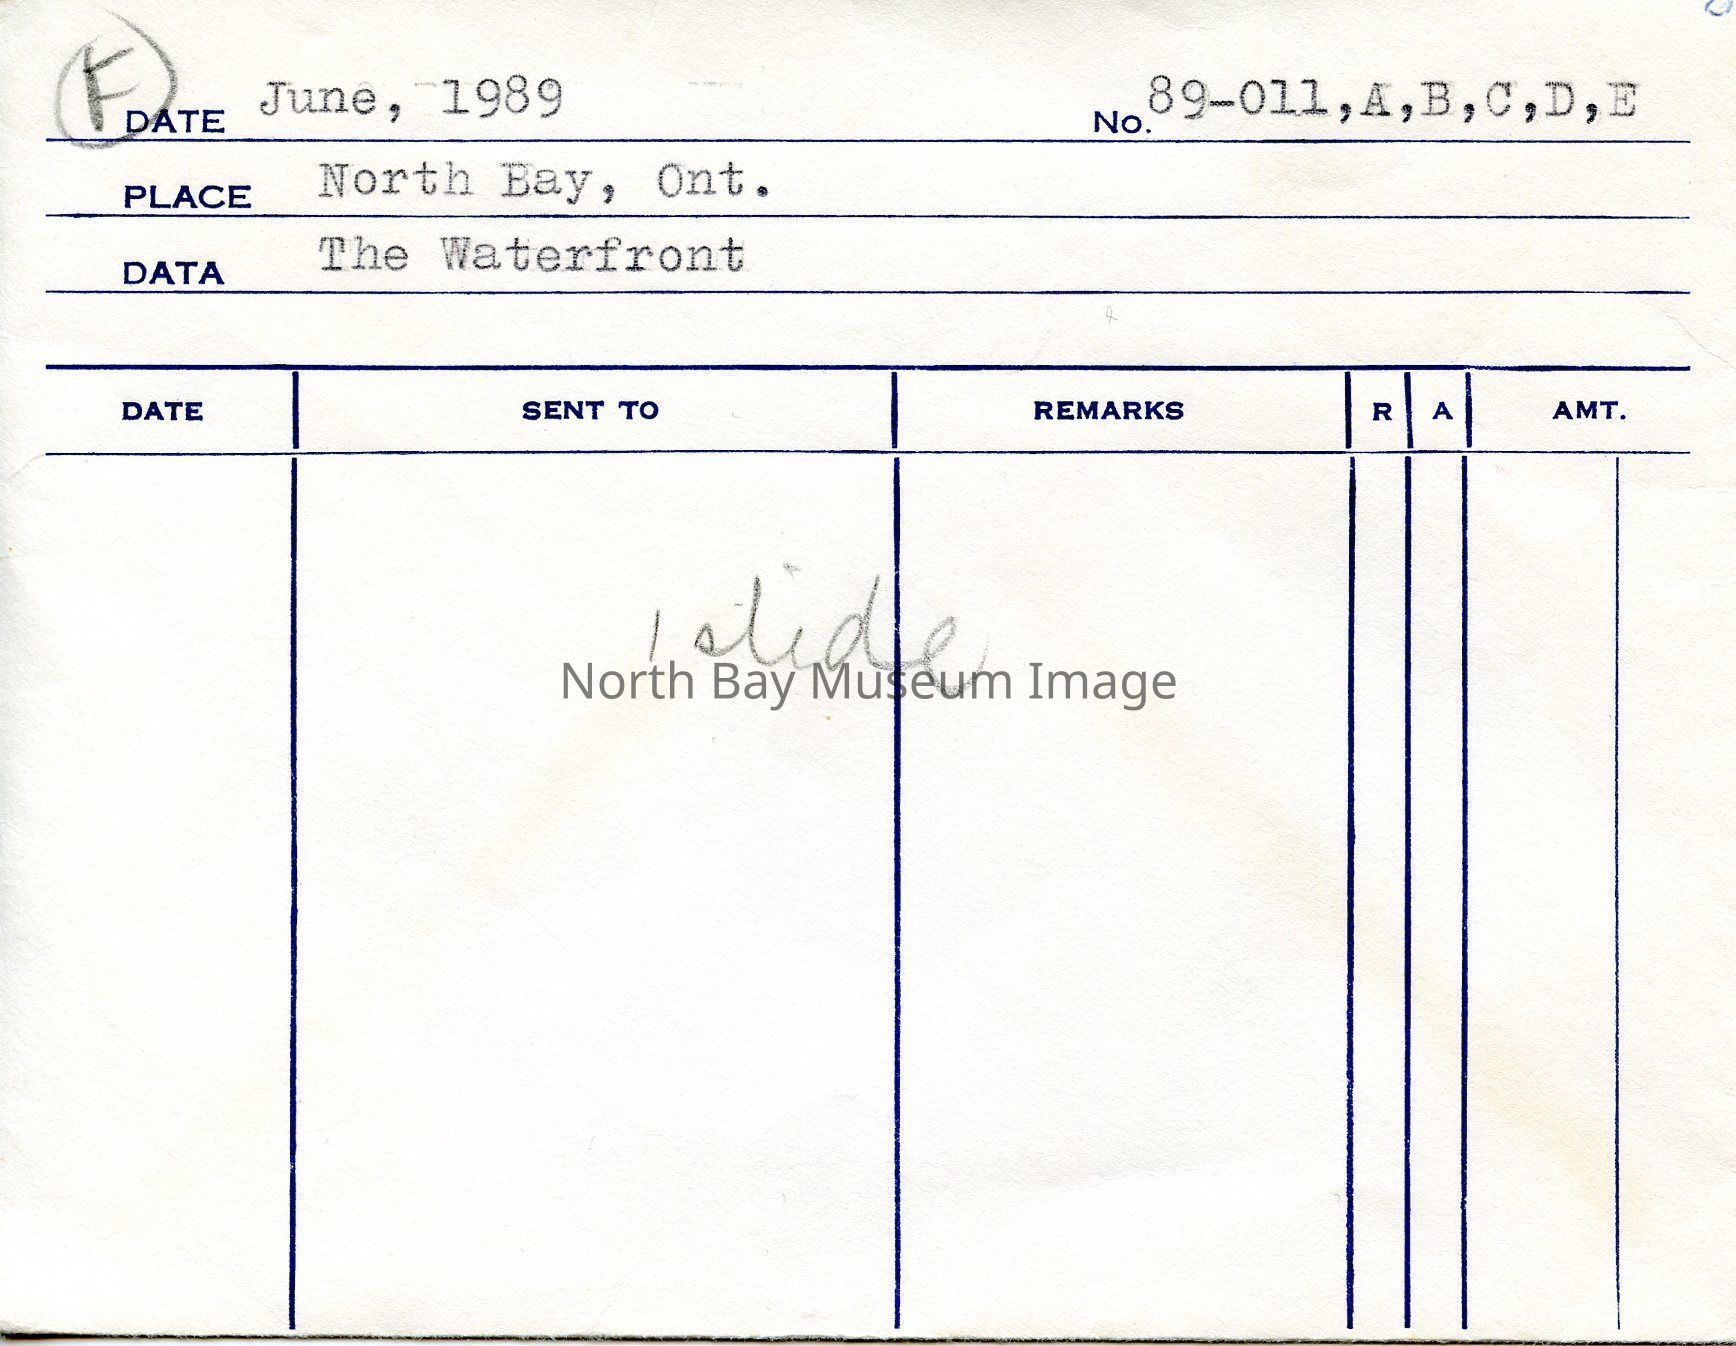 F
DATE June, 1989 No. 89-011,A,B,C,D,E
PLACE North Bay, Ont.
DATA The Waterfront
DATE SENT TO REMARKS R A AMT.
1 slide
North Bay Museum Image